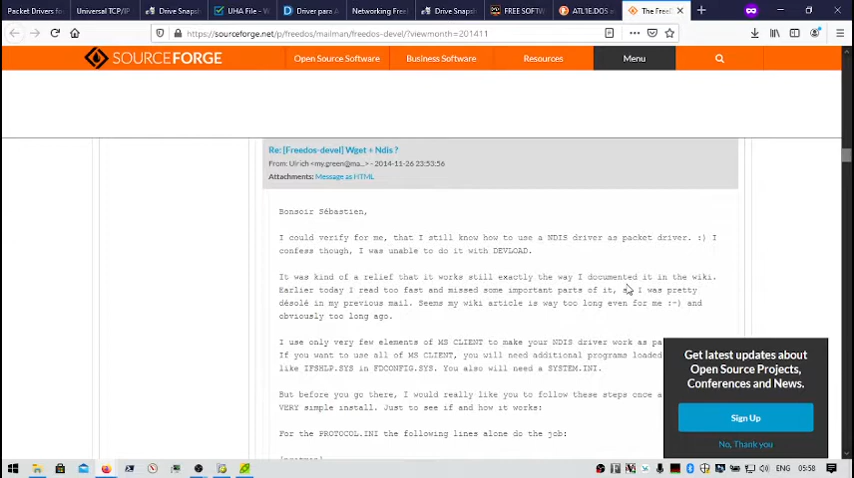 Packet Drivers for
Universal TCP/IP
Drive Snap
UHA File - W
Driver para A
Networking Free
Drive Snaps
FREE SOFTW
ATL1E.DOS
The FreeD
https://sourceforge.net/p/freedos/mailman/freedos-devel/?viewmonth=201411
SOURCEFORGE
Open Source Software
Business Software
Resources
Menu
Re: [Freedos-devel] Wget + Ndis ?
From: Ulrich <my.green@ma...> - 2014-11-26 23:53:56
Attachments: Message as HTML
Bonsoir Sébastien,
I could verify for me, that I still know how to use a NDIS driver as packet driver. :) I
confess though, I was unable to do it with DEVLOAD.
It was kind of a relief that it works still exactly the way I documented it in the wiki.
Earlier today I read too fast and missed some important parts of it, so I was pretty
désolé in my previous mail. Seems my wiki article is way too long even for me :-) and
obviously too long ago.
I use only very few elements of MS CLIENT to make your NDIS driver work as pa
If you want to use all of MS CLIENT, you will need additional programs loaded
like IFSHLP.SYS in FDCONFIG.SYS. You also will need a SYSTEM.INI.
But before you go there, I would really like you to follow these steps once a
VERY simple install. Just to see if and how it works:
For the PROTOCOL.INI the following lines alone do the job:
Get latest updates about
Open Source Projects,
Conferences and News.
Sign Up
No, Thank you
ENG
05:58